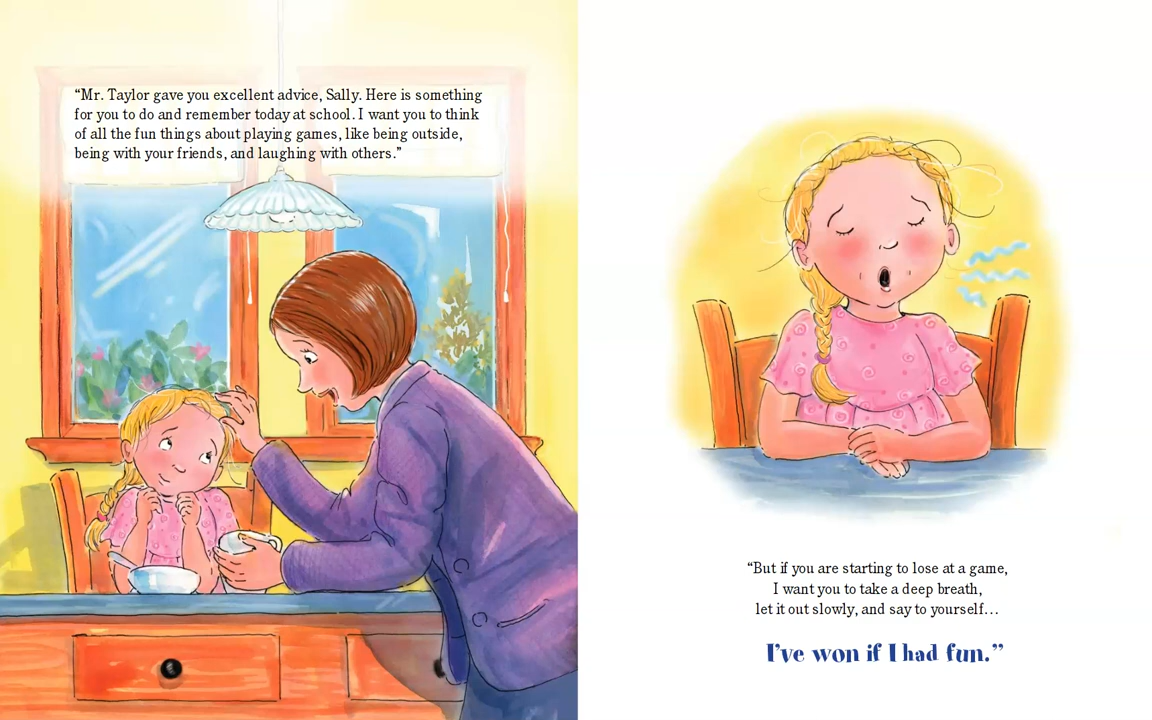 “Mr. Taylor gave you excellent advice, Sally. Here is something
for you to do and remember today at school. I want you to think
of all the fun things about playing games, like being outside,
being with your friends, and laughing with others.”
“But if you are starting to lose at a game,
I want you to take a deep breath,
let it out slowly, and say to yourself…
I’ve won if I had fun.”